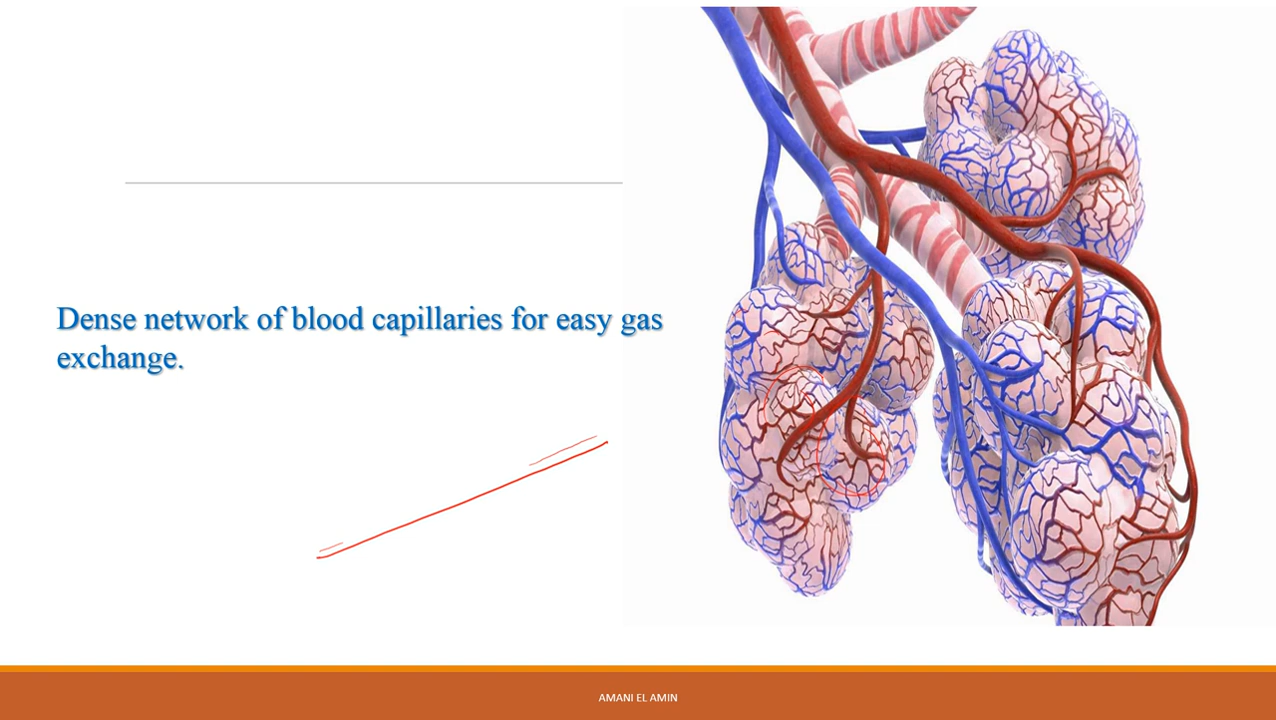 Dense network of blood capillaries for easy gas
exchange.
AMANI EL AMIN